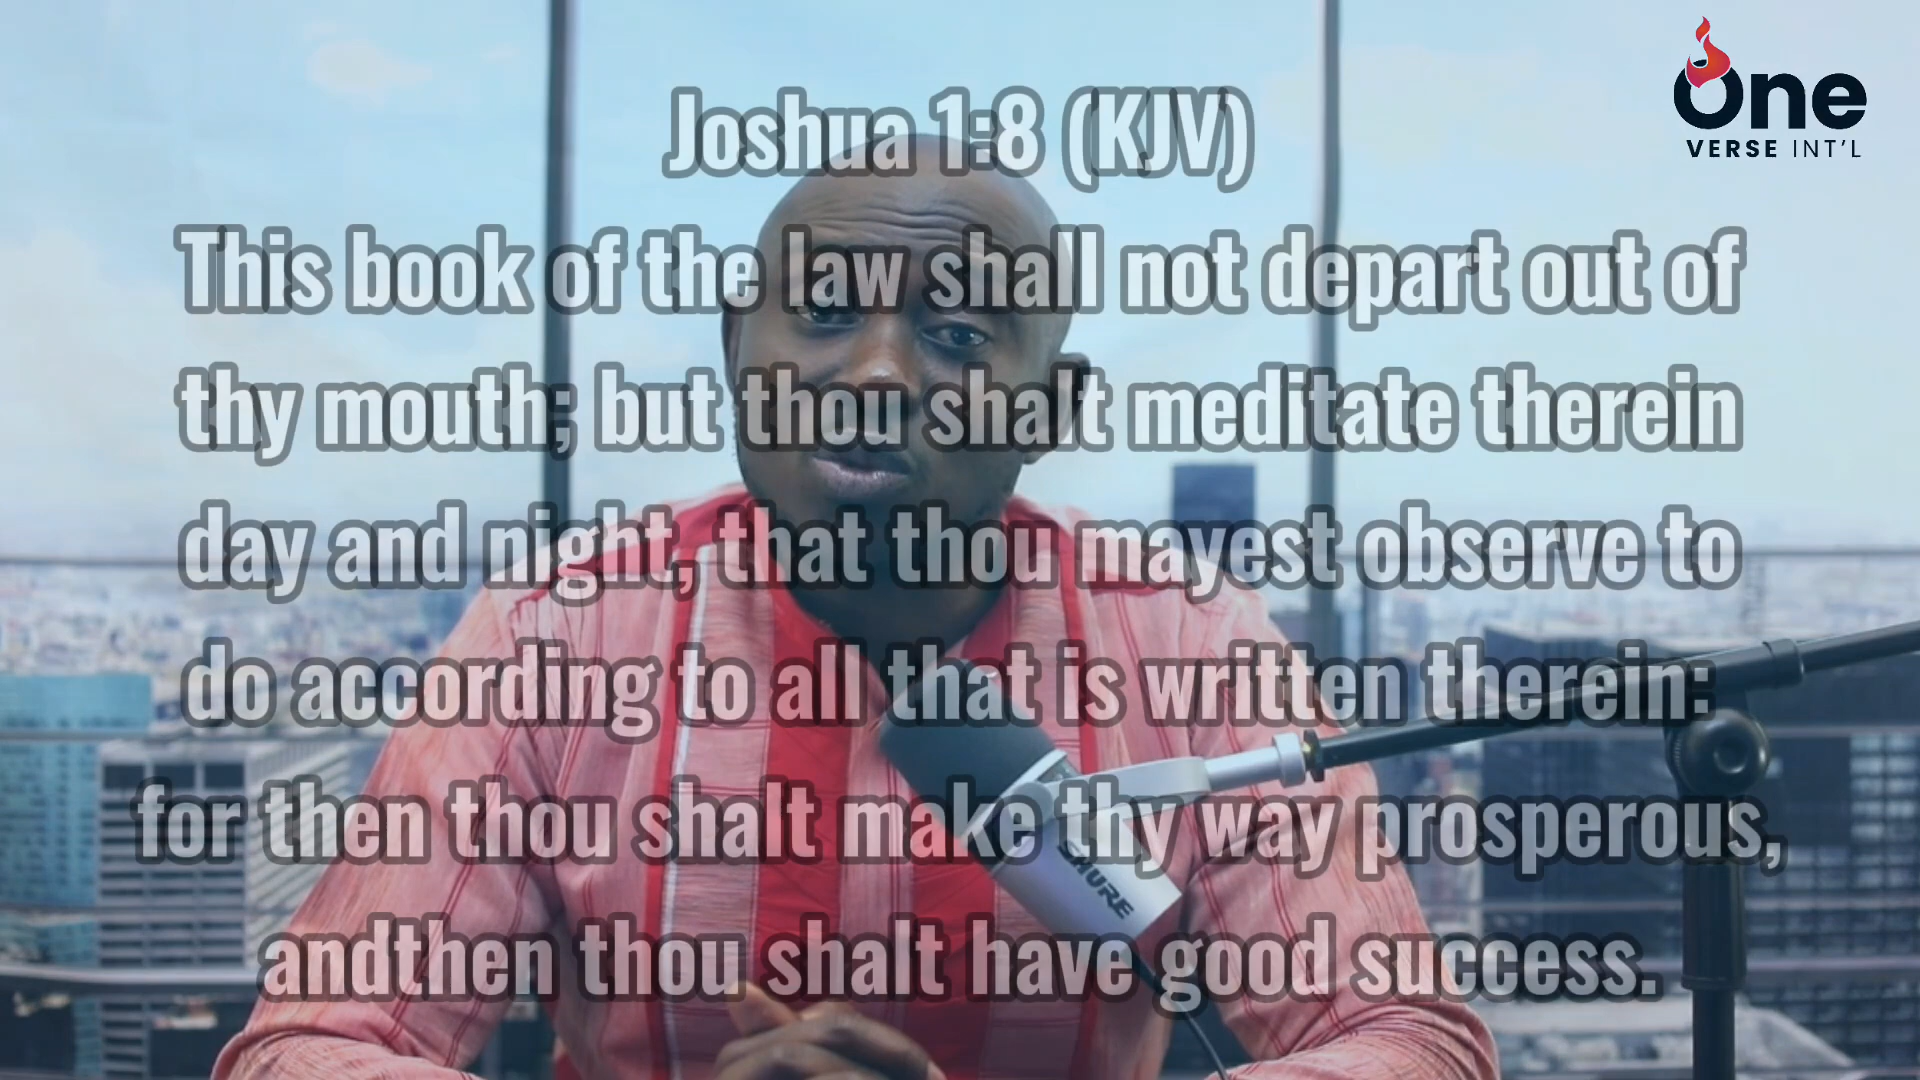 One
VERSE INT'L
Joshua 1:8 (KJV)
This book of the law shall not depart out of
thy mouth; but thou shalt meditate therein
day and night, that thou mayest observe to
do according to all that is written therein:
for then thou shalt make thy way prosperous,
andthen thou shalt have good success.
SHURE